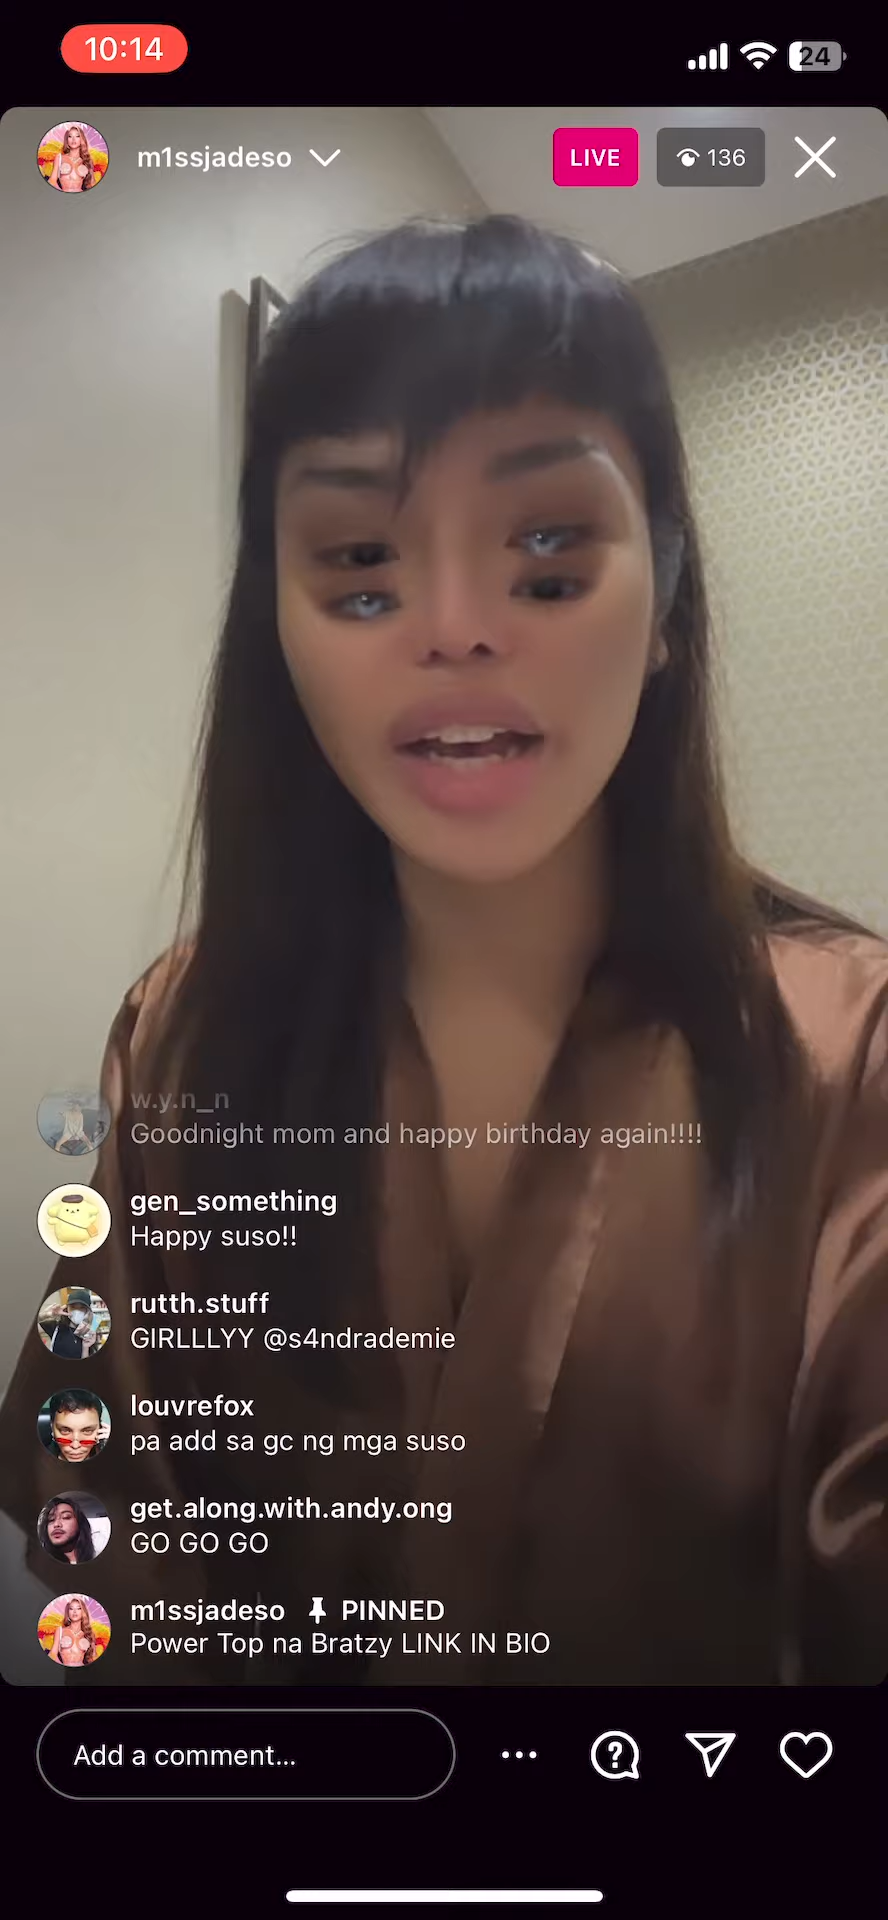 10:14
24
m1ssjadeso
LIVE
136
w.y.n_n
Goodnight mom and happy birthday again!!!!
gen_something
Happy suso!!
rutth.stuff
GIRLLLYY @s4ndrademie
louvrefox
pa add sa gc ng mga suso
get.along.with.andy.ong
GO GO GO
m1ssjadeso PINNED
Power Top na Bratzy LINK IN BIO
Add a comment...